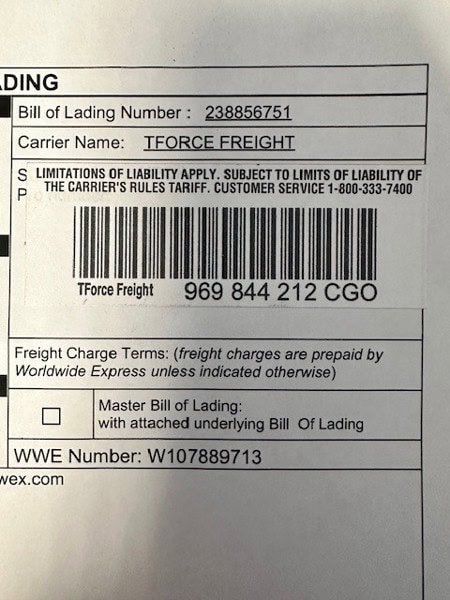 ADING
Bill of Lading Number : 238856751
Carrier Name: TFORCE FREIGHT
S
P
LIMITATIONS OF LIABILITY APPLY. SUBJECT TO LIMITS OF LIABILITY OF
THE CARRIER'S RULES TARIFF. CUSTOMER SERVICE 1-800-333-7400
TForce Freight 969 844 212 CGO
Freight Charge Terms: (freight charges are prepaid by
Worldwide Express unless indicated otherwise)
Master Bill of Lading:
with attached underlying Bill Of Lading
WWE Number: W107889713
wex.com